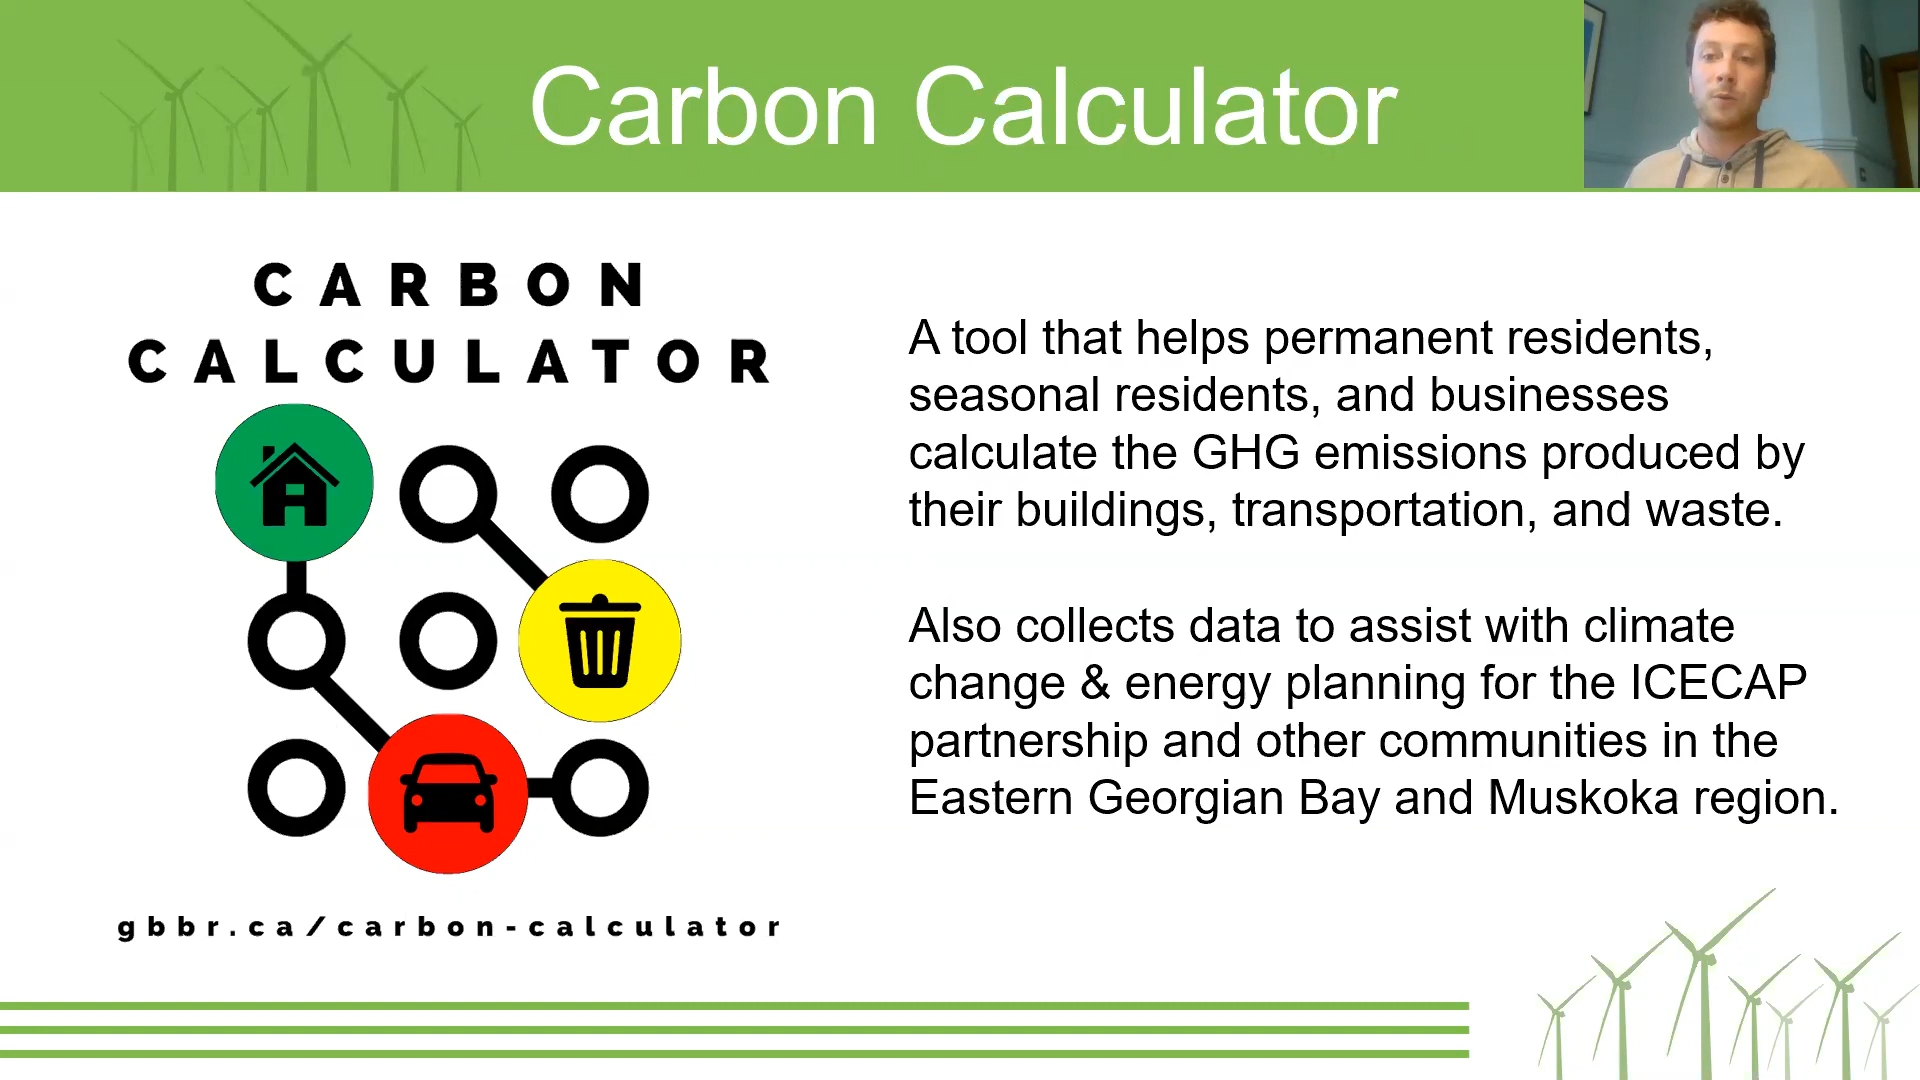 Carbon Calculator
CARBON
CALCULATOR
A tool that helps permanent residents,
seasonal residents, and businesses
calculate the GHG emissions produced by
their buildings, transportation, and waste.
Also collects data to assist with climate
change & energy planning for the ICECAP
partnership and other communities in the
Eastern Georgian Bay and Muskoka region.
gbbr.ca/carbon-calculator